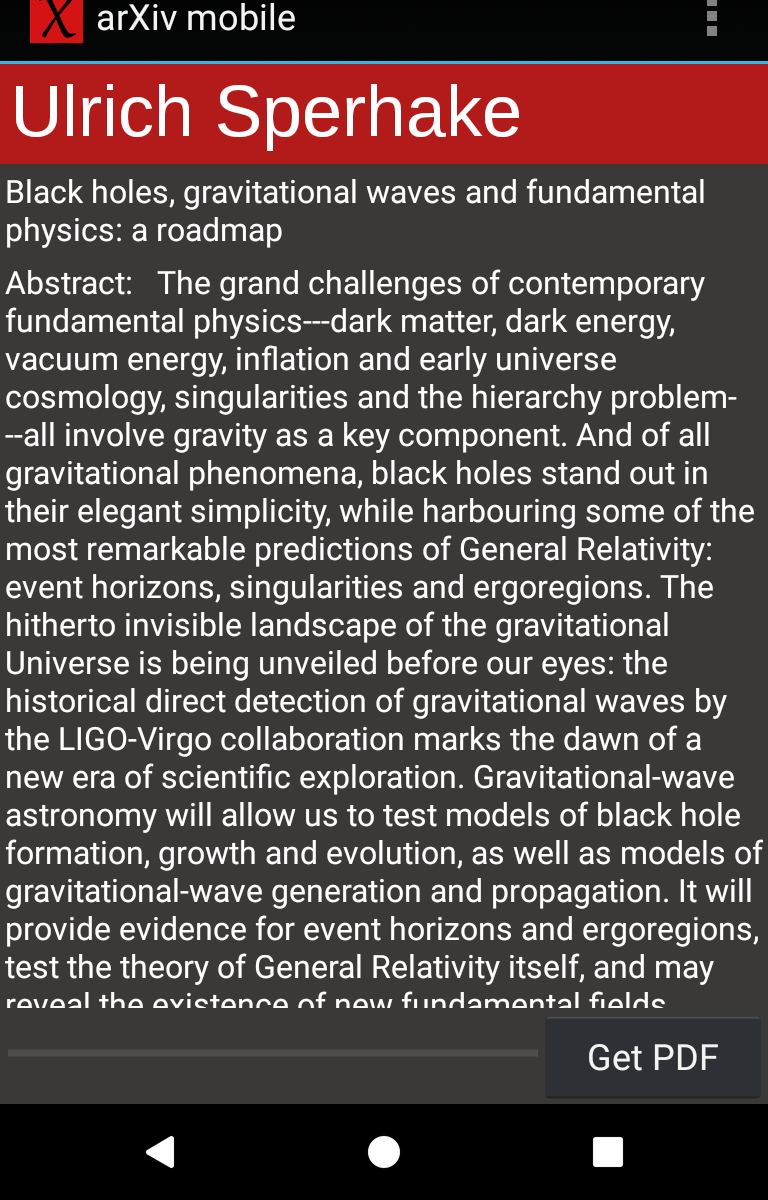 arXiv mobile
Ulrich Sperhake
Black holes, gravitational waves and fundamental
physics: a roadmap
Abstract:   The grand challenges of contemporary
fundamental physics---dark matter, dark energy,
vacuum energy, inflation and early universe
cosmology, singularities and the hierarchy problem-
--all involve gravity as a key component. And of all
gravitational phenomena, black holes stand out in
their elegant simplicity, while harbouring some of the
most remarkable predictions of General Relativity:
event horizons, singularities and ergoregions. The
hitherto invisible landscape of the gravitational
Universe is being unveiled before our eyes: the
historical direct detection of gravitational waves by
the LIGO-Virgo collaboration marks the dawn of a
new era of scientific exploration. Gravitational-wave
astronomy will allow us to test models of black hole
formation, growth and evolution, as well as models of
gravitational-wave generation and propagation. It will
provide evidence for event horizons and ergoregions,
test the theory of General Relativity itself, and may
reveal the existence of new fundamental fields.
Get PDF